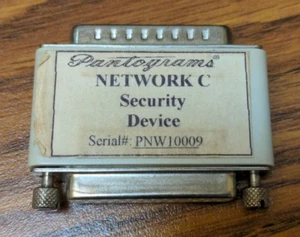 Pantograms®
NETWORK C
Security
Device
Serial#: PNW10009